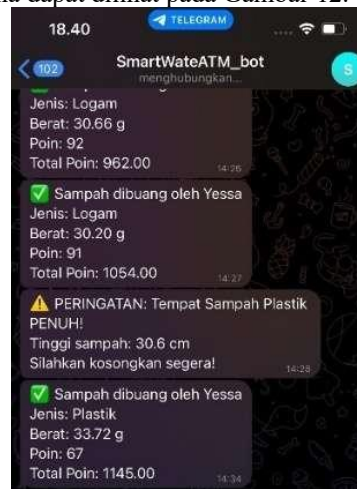 dapat dilihat pada Gambar 12.
18.40
TELEGRAM
102
SmartWateATM_bot
menghubungkan...
S
Jenis: Logam
Berat: 30.66 g
Poin: 92
Total Poin: 962.00
14:26
✅ Sampah dibuang oleh Yessa
Jenis: Logam
Berat: 30.20 g
Poin: 91
Total Poin: 1054.00
14:27
⚠️ PERINGATAN: Tempat Sampah Plastik
PENUH!
Tinggi sampah: 30.6 cm
Silahkan kosongkan segera!
14:28
✅ Sampah dibuang oleh Yessa
Jenis: Plastik
Berat: 33.72 g
Poin: 67
Total Poin: 1145.00
14:34